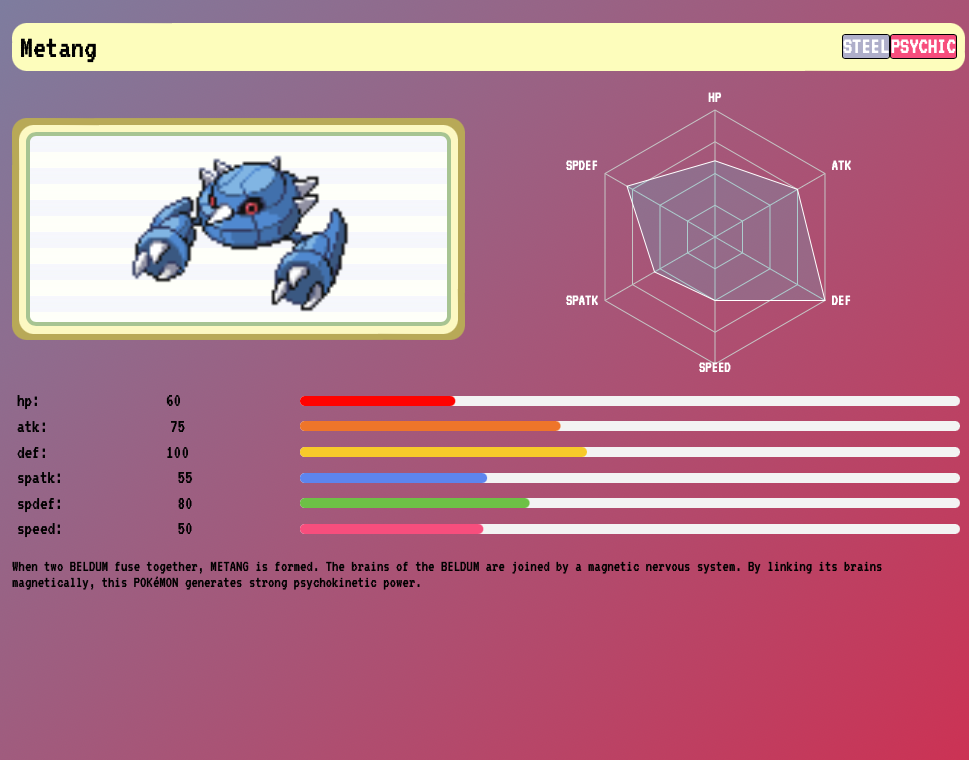 Metang
STEEL PSYCHIC
HP
SPDEF
ATK
SPATK
DEF
SPEED
hp: 60
atk: 75
def: 100
spatk: 55
spdef: 80
speed: 50
When two BELDUM fuse together, METANG is formed. The brains of the BELDUM are joined by a magnetic nervous system. By linking its brains
magnetically, this POKéMON generates strong psychokinetic power.